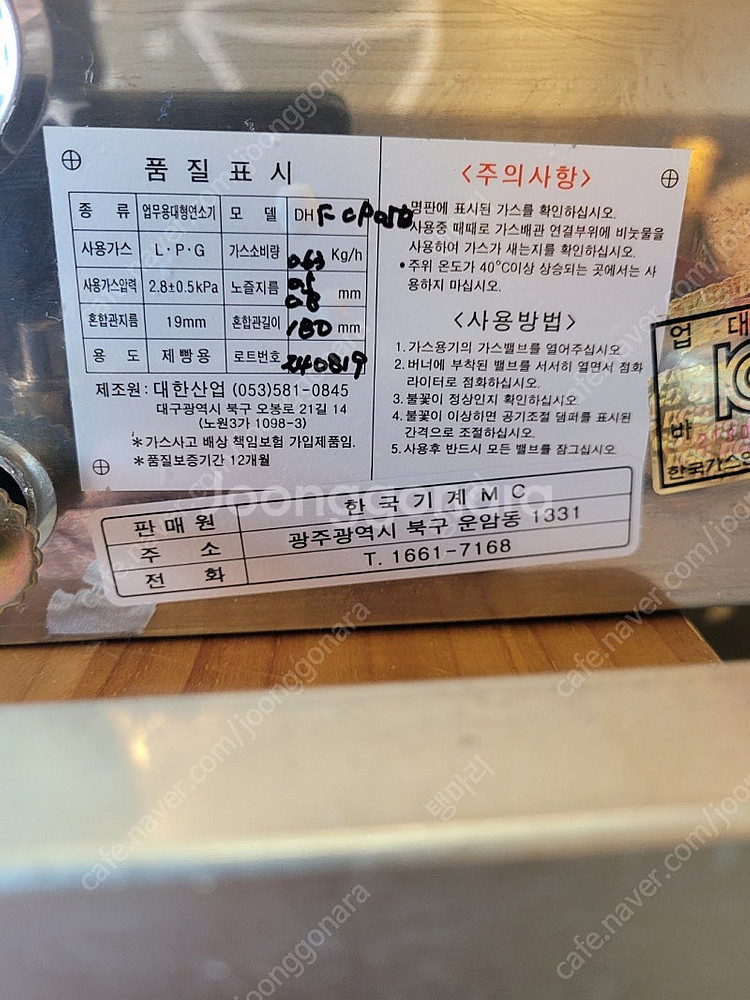 품 질 표 시
종 류 업무용대형연소기 모 델 DH
사용가스 L·P·G 가스소비량 Kg/h
사용가스압력 2.8±0.5kPa 노즐지름 mm
혼합관지름 19mm 혼합관길이 180 mm
용 도 제빵용 로트번호 240819
제조원: 대한산업 (053)581-0845
대구광역시 북구 오봉로 21길 14
(노원3가 1098-3)
*가스사고 배상 책임보험 가입제품임.
*품질보증기간 12개월
<주의사항>
명판에 표시된 가스를 확인하십시오.
사용중 때때로 가스배관 연결부위에 비눗물을
사용하여 가스가 새는지를 확인하십시오.
•주위 온도가 40°C이상 상승되는 곳에서는 사
용하지 마십시오.
<사용방법>
1. 가스용기의 가스밸브를 열어주십시오
2. 버너에 부착된 밸브를 서서히 열면서 점화
라이터로 점화하십시오.
3. 불꽃이 정상인지 확인하십시오.
4. 불꽃이 이상하면 공기조절 댐퍼를 표시된
간격으로 조절하십시오.
5. 사용후 반드시 모든 밸브를 잠그십시오.
업 대
바
한국가스안
판매원 한국기계MC
주 소 광주광역시 북구 운암동 1331
전 화 T. 1661-7168
joonggonara
cafe.naver.com/joonggonara
탱마리